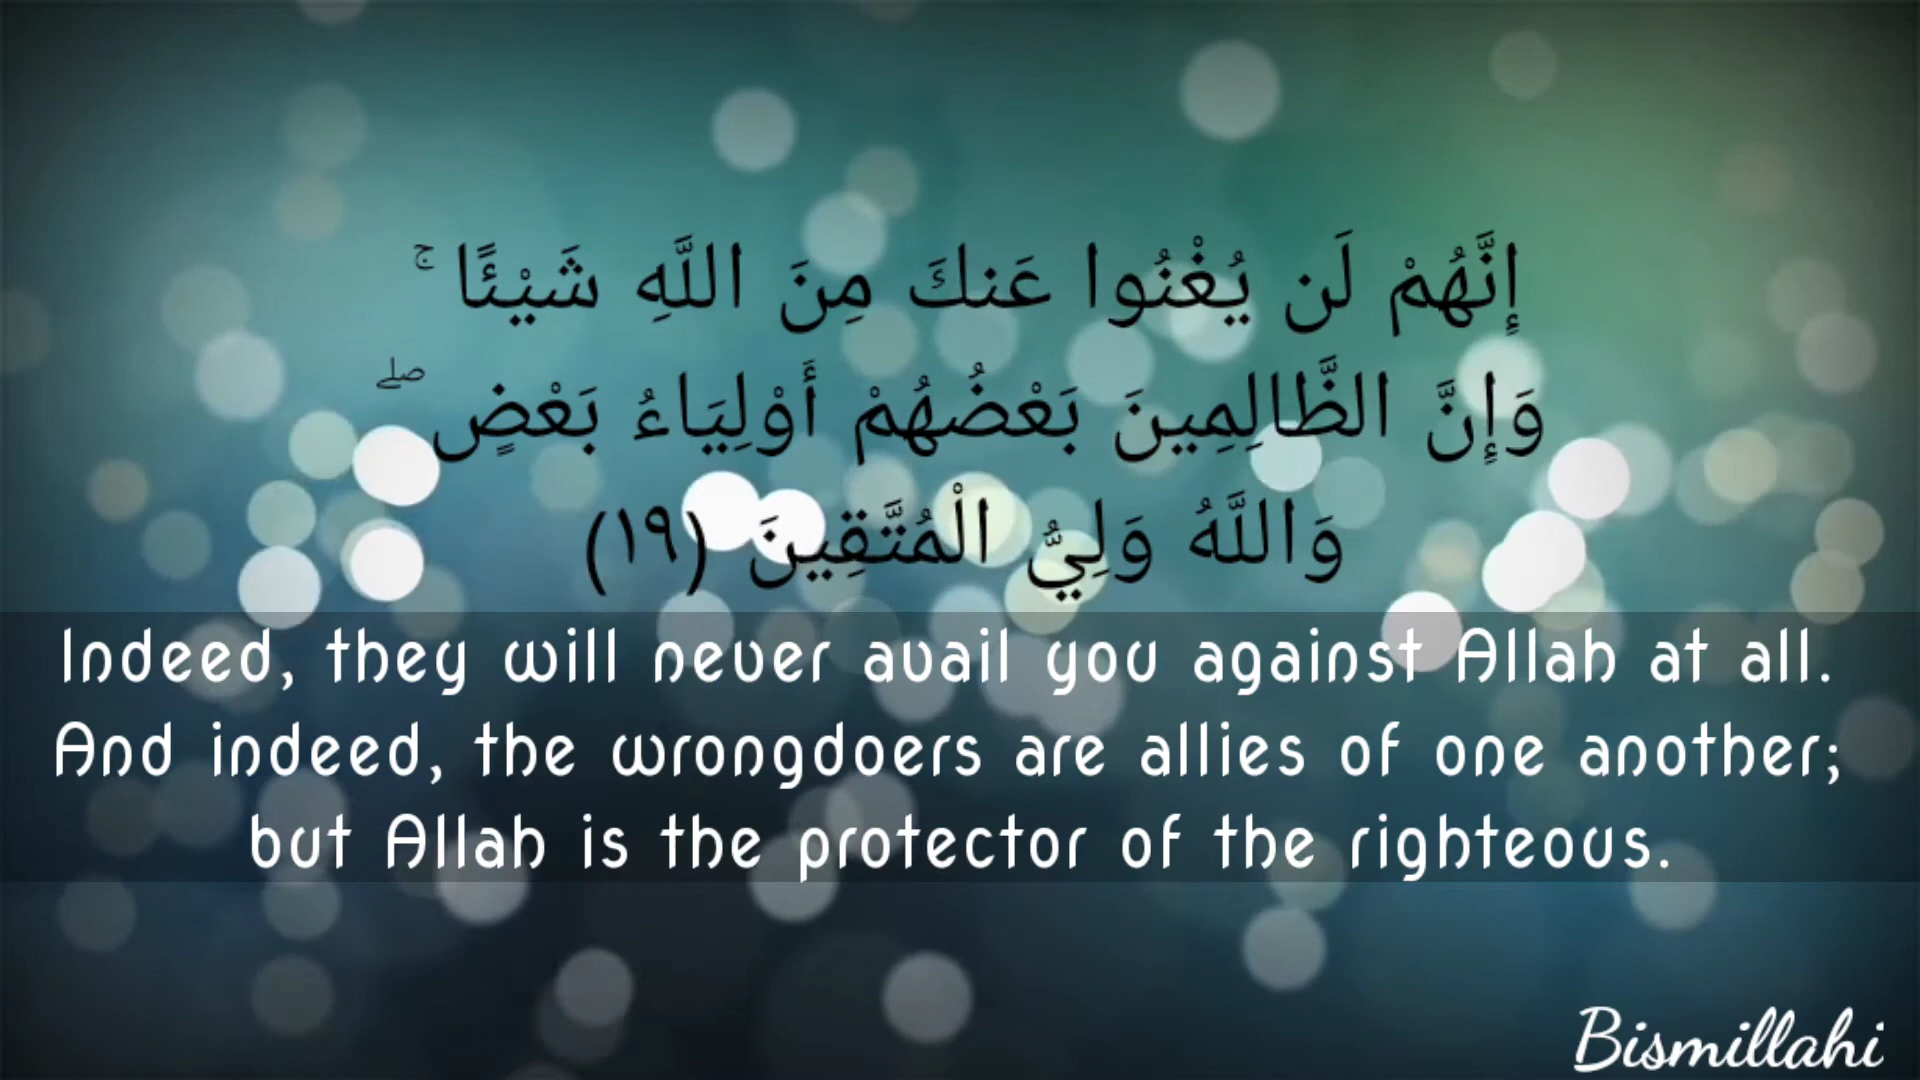 إِنَّهُمْ لَن يُغْنُوا عَنكَ مِنَ اللَّهِ شَيْئًا ۚ
وَإِنَّ الظَّالِمِينَ بَعْضُهُمْ أَوْلِيَاءُ بَعْضٍ ۖ
وَاللَّهُ وَلِيُّ الْمُتَّقِينَ (١٩)
Indeed, they will never avail you against Allah at all.
And indeed, the wrongdoers are allies of one another;
but Allah is the protector of the righteous.
Bismillahi